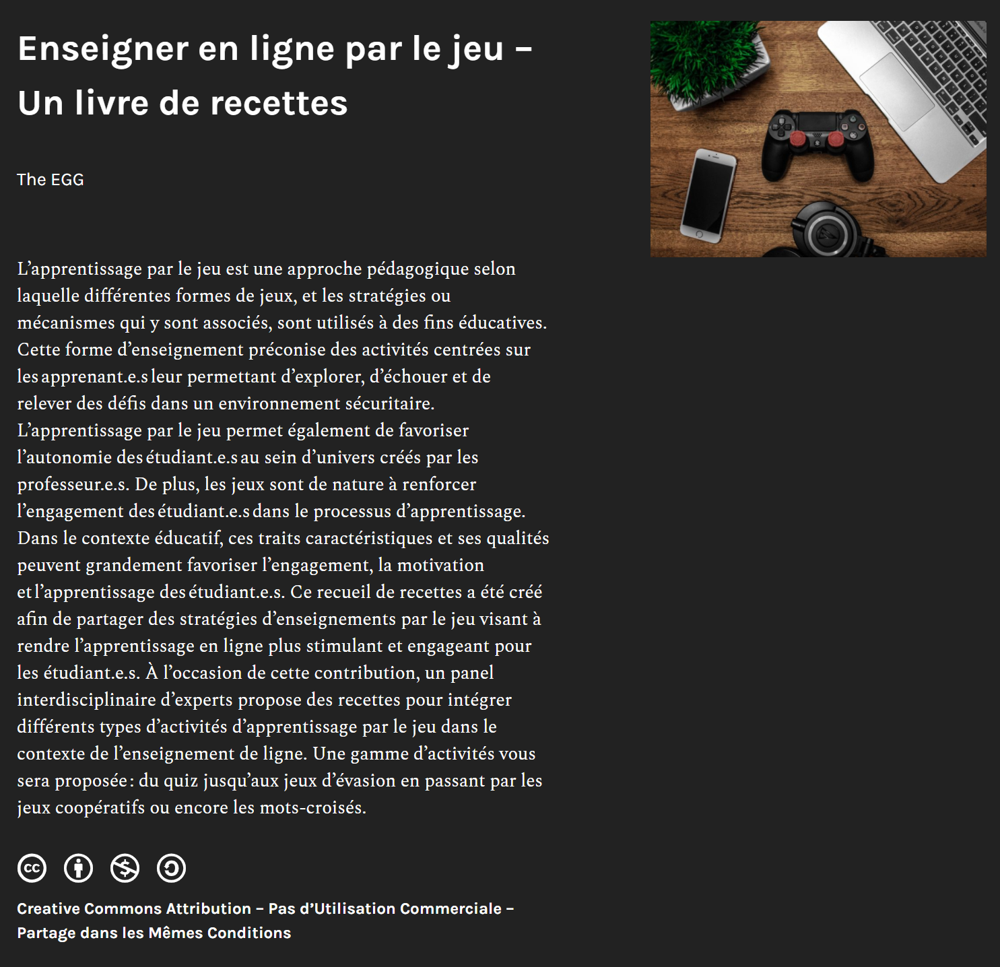 Enseigner en ligne par le jeu –
Un livre de recettes
The EGG
L’apprentissage par le jeu est une approche pédagogique selon
laquelle différentes formes de jeux, et les stratégies ou
mécanismes qui y sont associés, sont utilisés à des fins éducatives.
Cette forme d’enseignement préconise des activités centrées sur
les apprenant.e.s leur permettant d’explorer, d’échouer et de
relever des défis dans un environnement sécuritaire.
L’apprentissage par le jeu permet également de favoriser
l’autonomie des étudiant.e.s au sein d’univers créés par les
professeur.e.s. De plus, les jeux sont de nature à renforcer
l’engagement des étudiant.e.s dans le processus d’apprentissage.
Dans le contexte éducatif, ces traits caractéristiques et ses qualités
peuvent grandement favoriser l’engagement, la motivation
et l’apprentissage des étudiant.e.s. Ce recueil de recettes a été créé
afin de partager des stratégies d’enseignements par le jeu visant à
rendre l’apprentissage en ligne plus stimulant et engageant pour
les étudiant.e.s. À l’occasion de cette contribution, un panel
interdisciplinaire d’experts propose des recettes pour intégrer
différents types d’activités d’apprentissage par le jeu dans le
contexte de l’enseignement de ligne. Une gamme d’activités vous
sera proposée : du quiz jusqu’aux jeux d’évasion en passant par les
jeux coopératifs ou encore les mots-croisés.
Creative Commons Attribution – Pas d’Utilisation Commerciale –
Partage dans les Mêmes Conditions